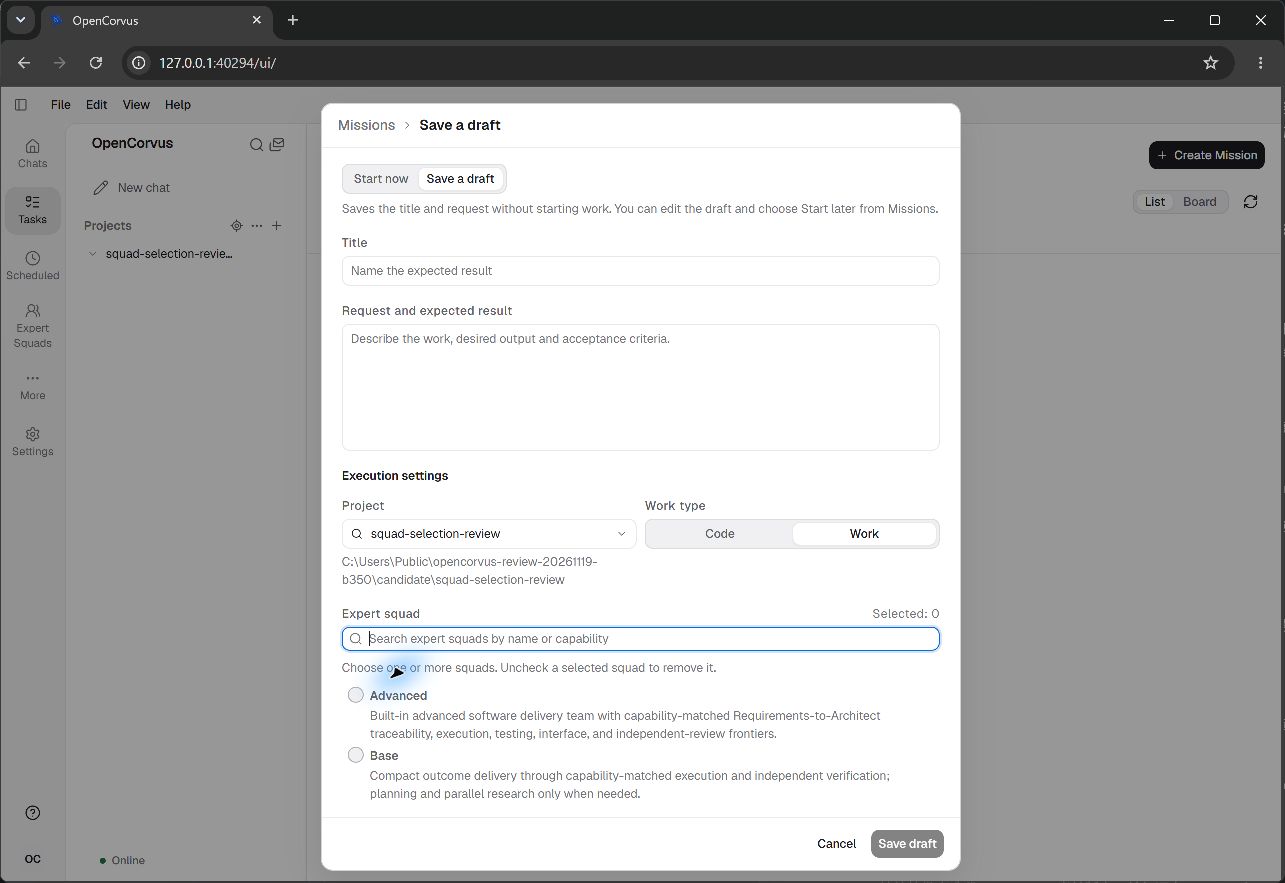 OpenCorvus
127.0.0.1:40294/ui/
File Edit View Help
Chats
Tasks
Scheduled
Expert
Squads
More
Settings
OC
OpenCorvus
New chat
Projects
squad-selection-revie...
Online
Create Mission
List Board
Missions > Save a draft
Start now Save a draft
Saves the title and request without starting work. You can edit the draft and choose Start later from Missions.
Title
Name the expected result
Request and expected result
Describe the work, desired output and acceptance criteria.
Execution settings
Project Work type
squad-selection-review Code Work
C:\Users\Public\opencorvus-review-20261119-
b350\candidate\squad-selection-review
Expert squad Selected: 0
Search expert squads by name or capability
Choose one or more squads. Uncheck a selected squad to remove it.
Advanced
Built-in advanced software delivery team with capability-matched Requirements-to-Architect
traceability, execution, testing, interface, and independent-review frontiers.
Base
Compact outcome delivery through capability-matched execution and independent verification;
planning and parallel research only when needed.
Cancel Save draft